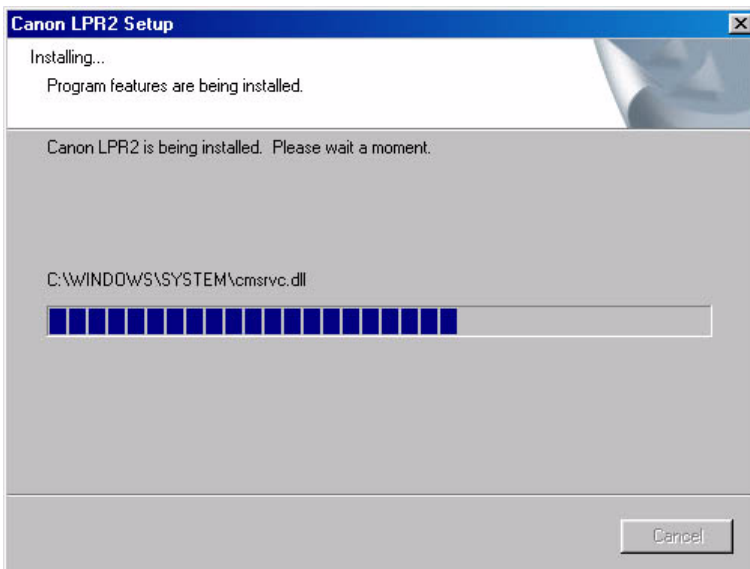 Canon LPR2 Setup
Installing...
Program features are being installed.
Canon LPR2 is being installed.  Please wait a moment.
C:\WINDOWS\SYSTEM\cmsrvc.dll
Cancel